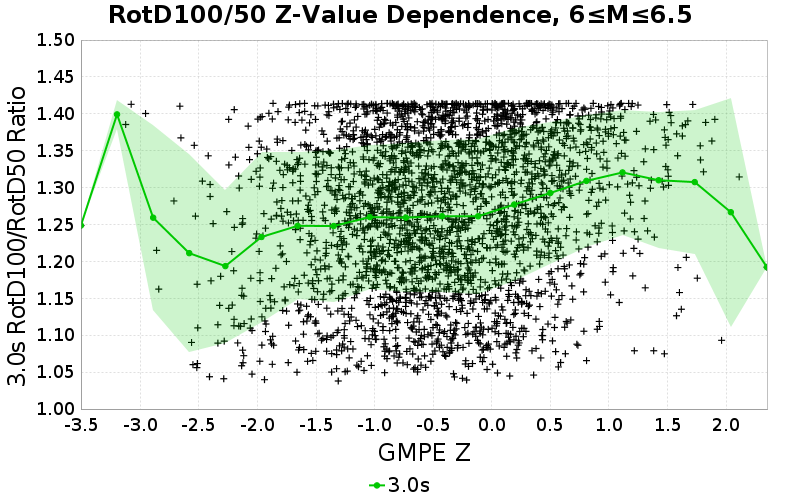 RotD100/50 Z-Value Dependence, 6≤M≤6.5
3.0s RotD100/RotD50 Ratio
1.50
1.45
1.40
1.35
1.30
1.25
1.20
1.15
1.10
1.05
1.00
-3.5 -3.0 -2.5 -2.0 -1.5 -1.0 -0.5 0.0 0.5 1.0 1.5 2.0
GMPE Z
3.0s